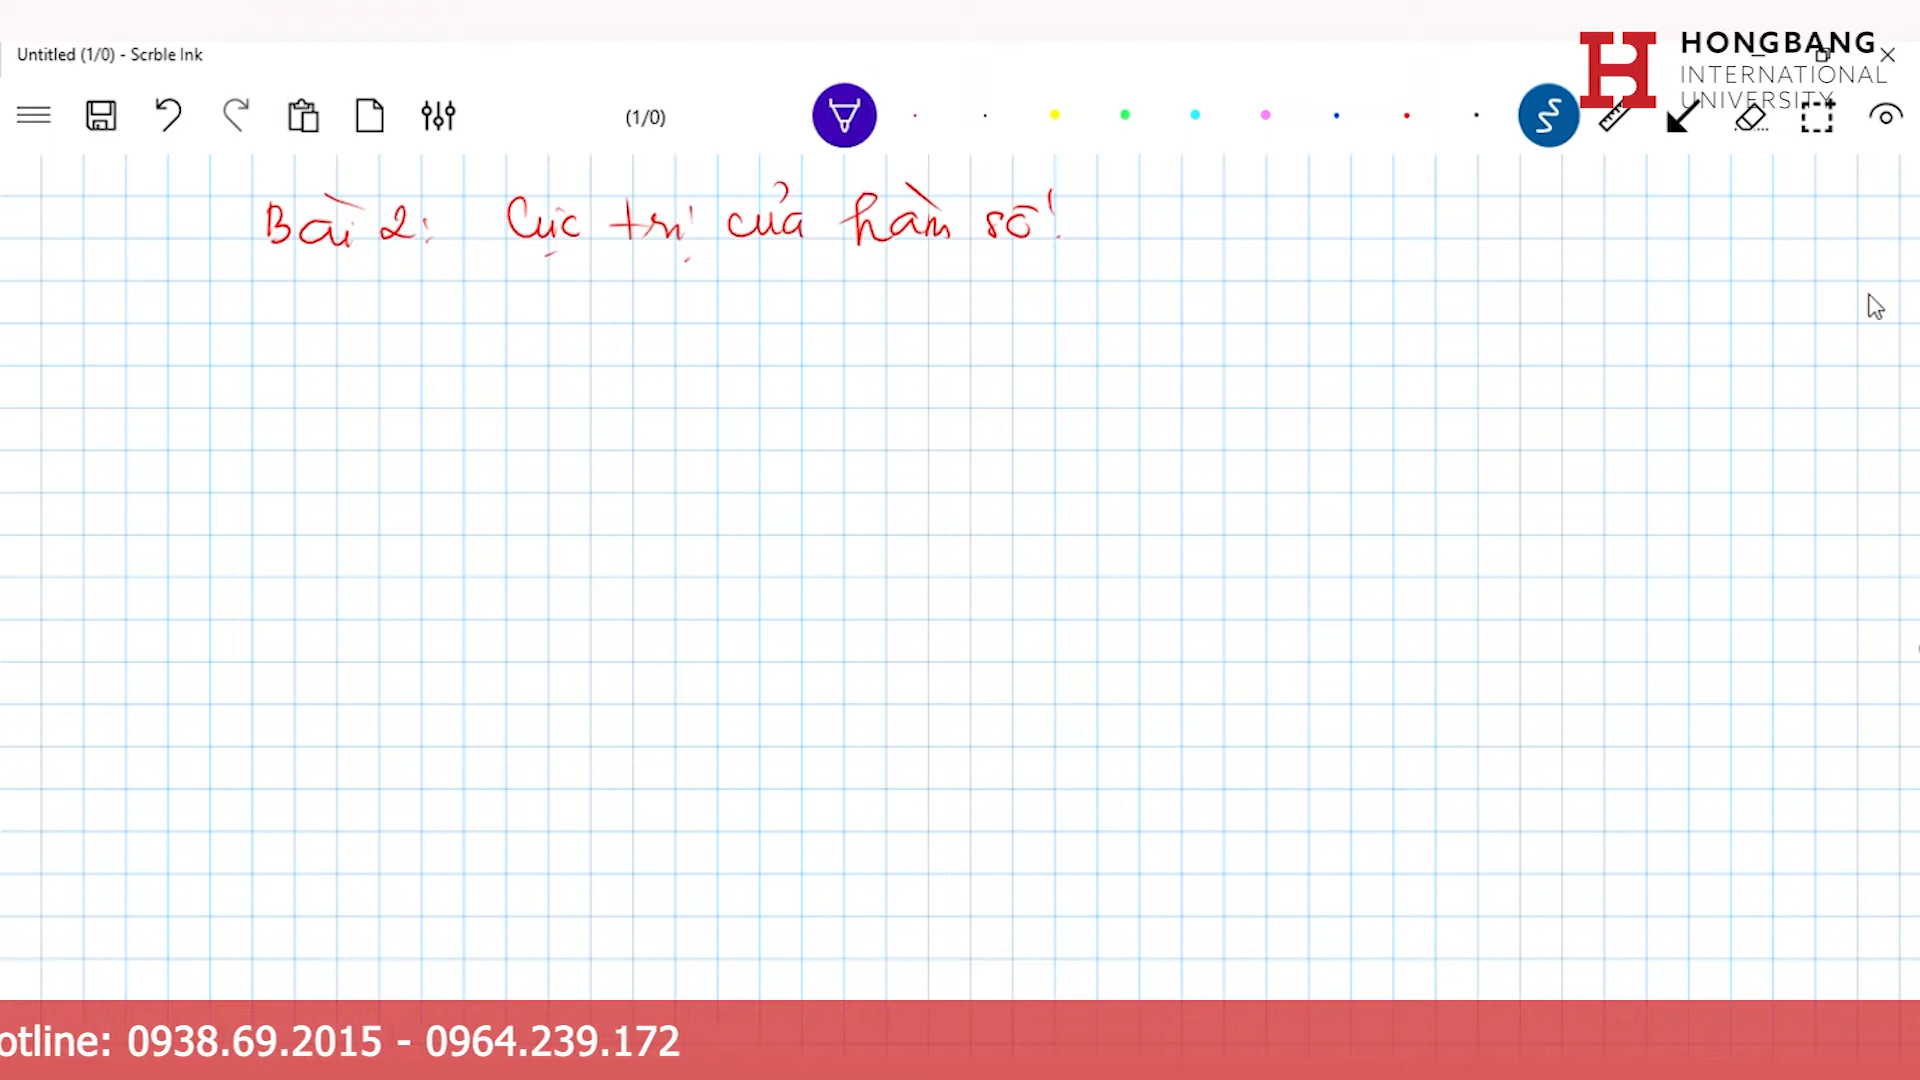 HONGBANG
INTERNATIONAL
UNIVERSITY
Untitled (1/0) - Scrble Ink
(1/0)
Bài 2: Cực trị của hàm số
otline: 0938.69.2015 - 0964.239.172